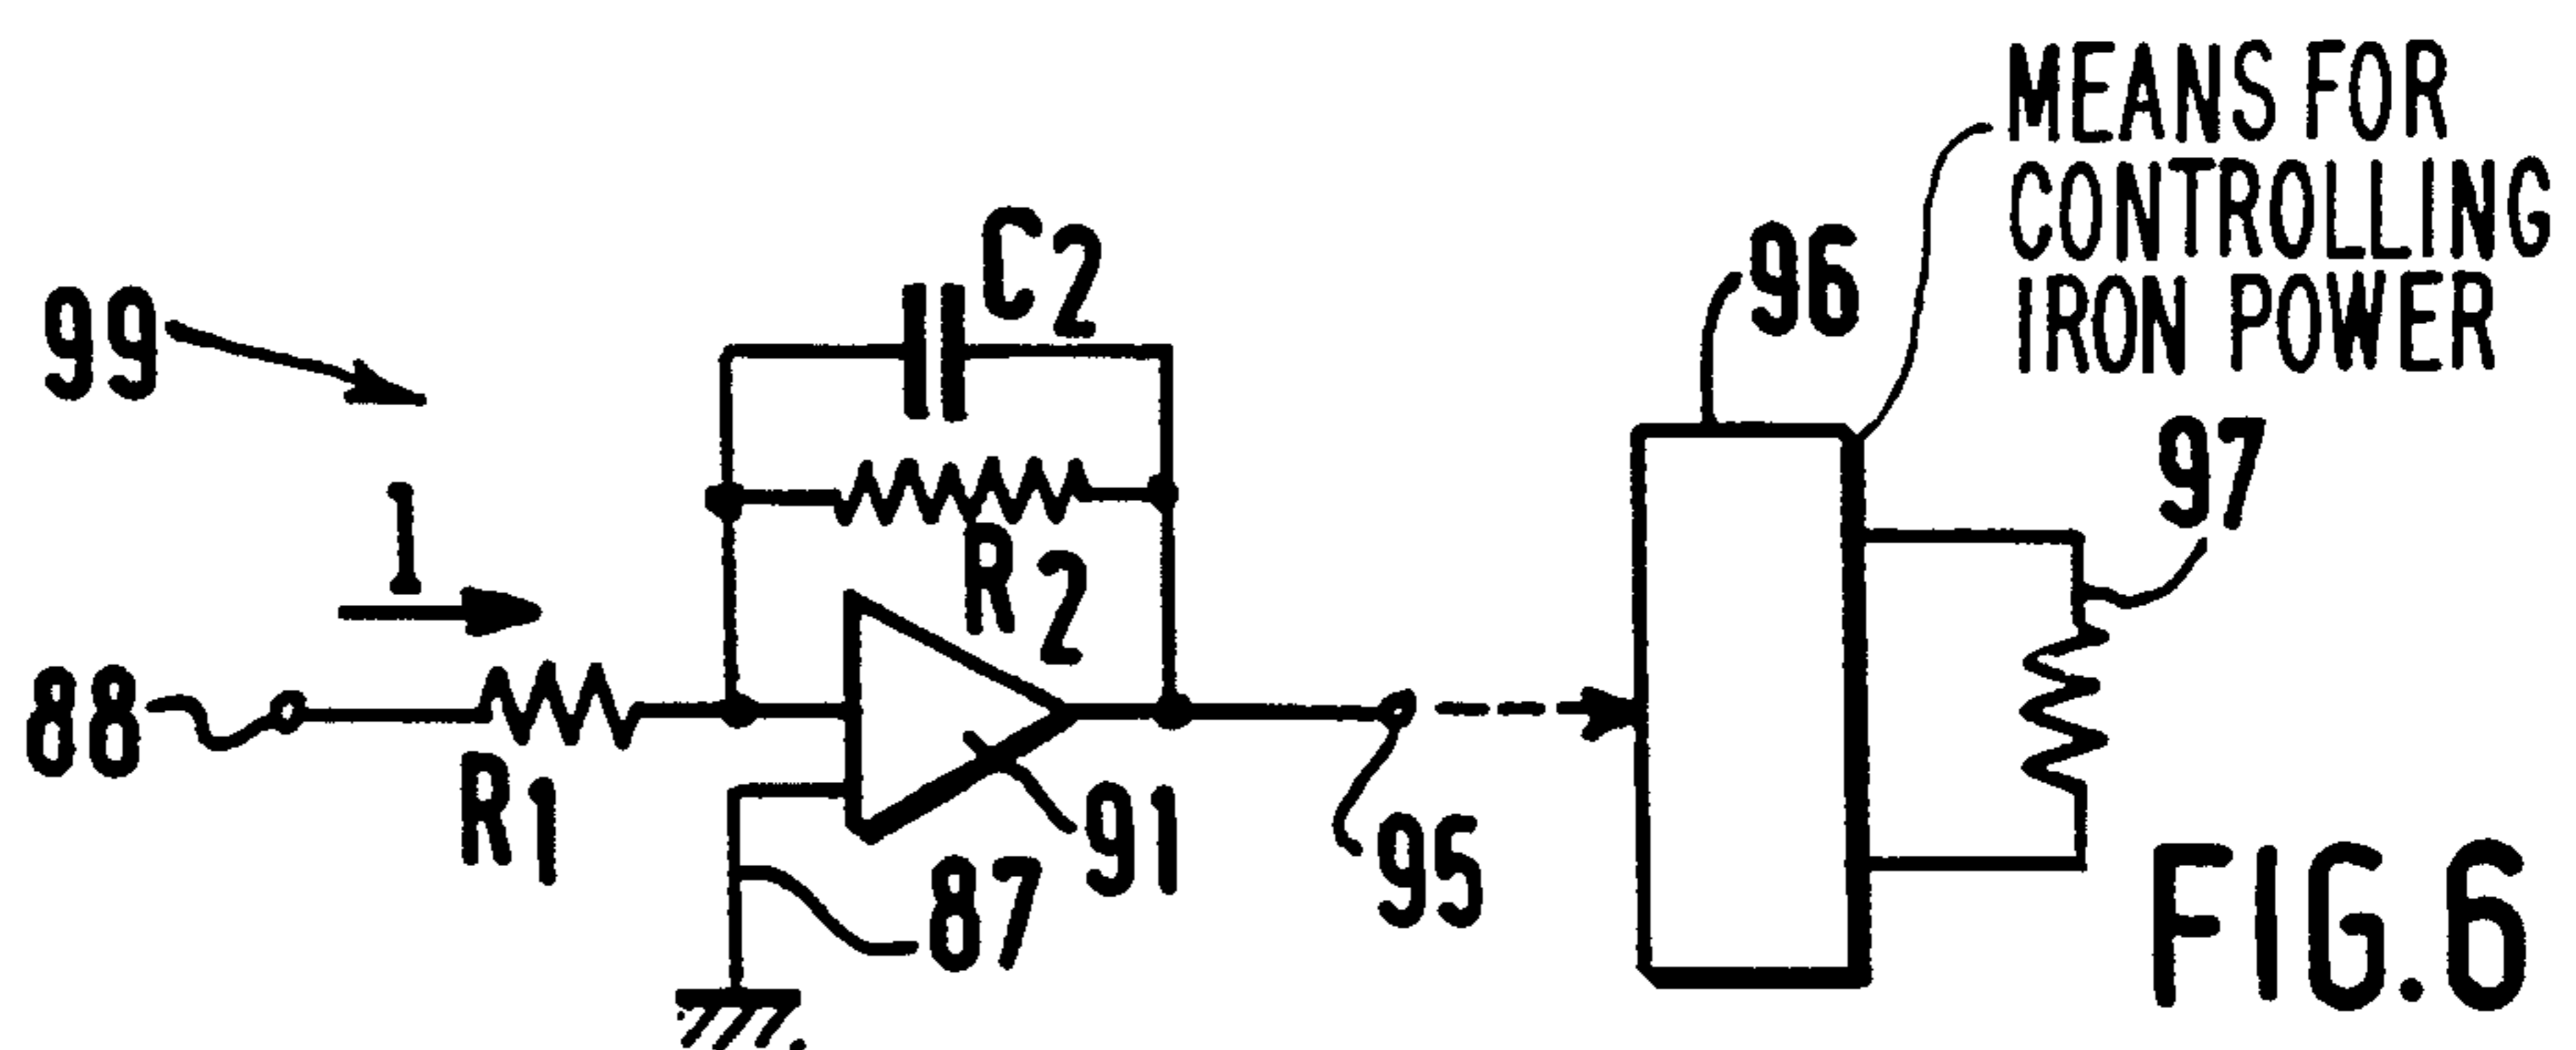 MEANS FOR
CONTROLLING
IRON POWER
99
C2
96
97
I
R2
88
R1
91
87
95
FIG.6